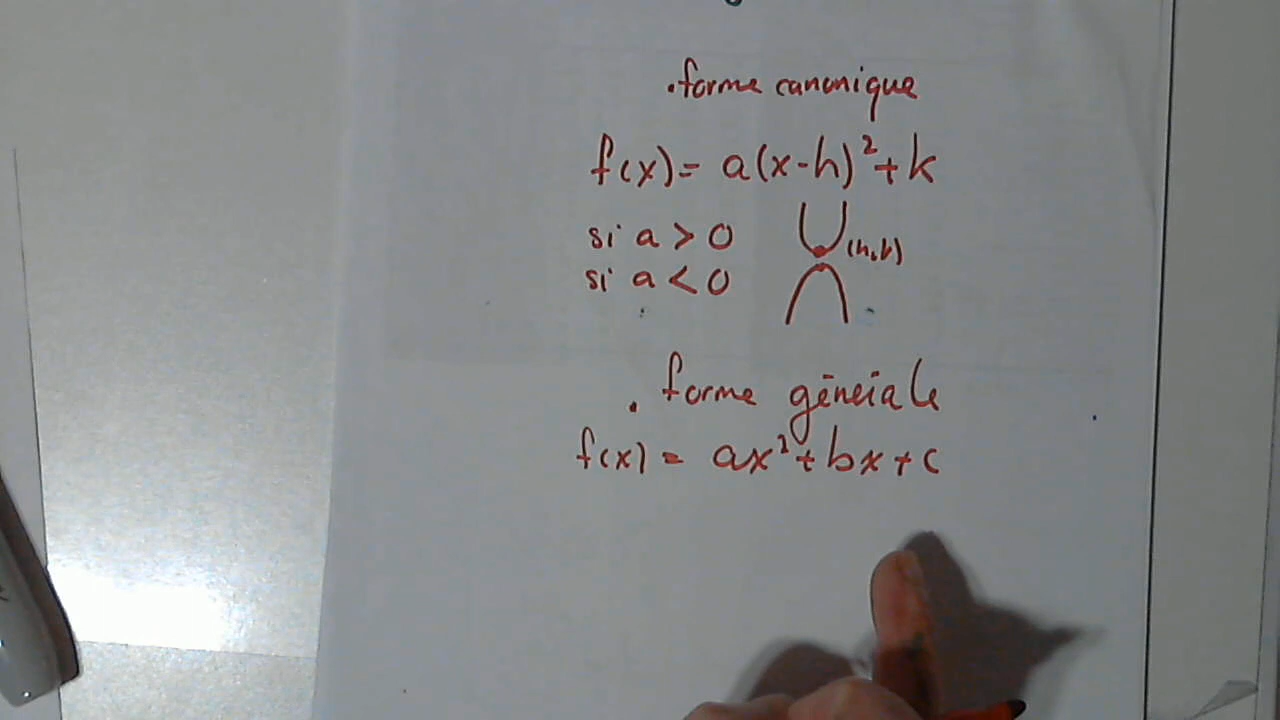 . forme canonique
f(x) = a(x-h)²+k
si a > 0
(h,k)
si a < 0
. forme générale
f(x) = ax²+bx+c